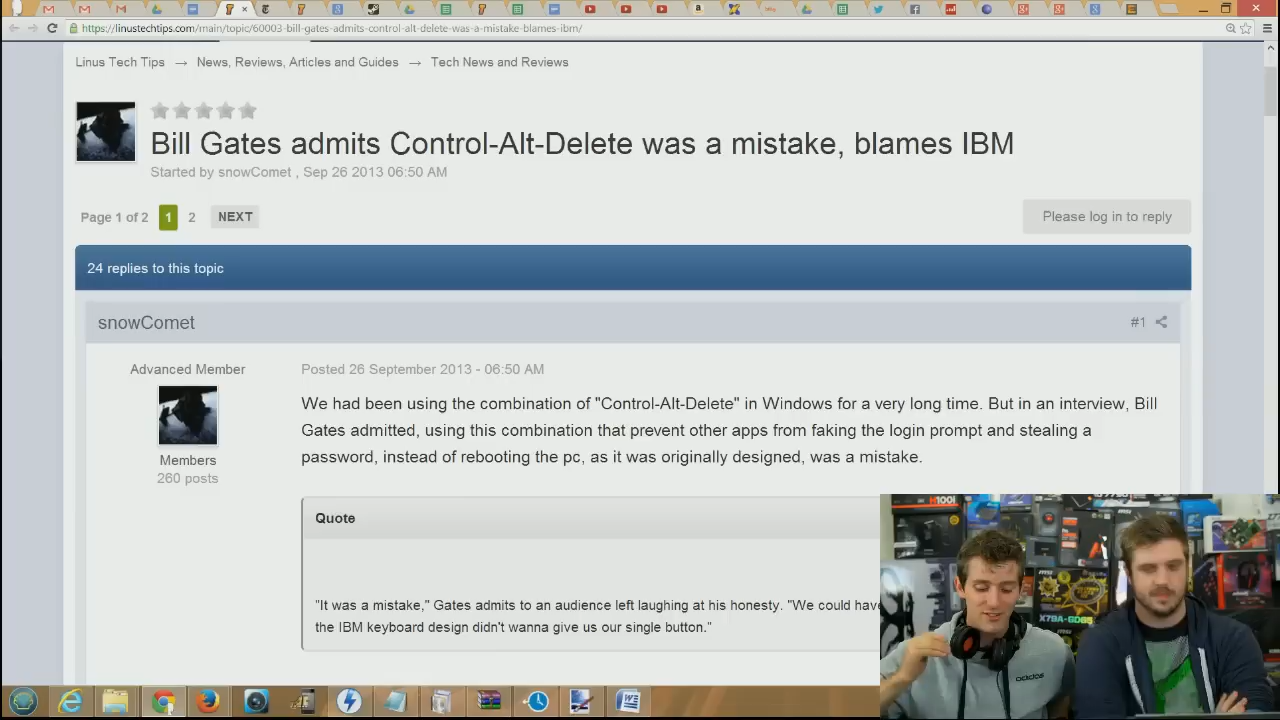 https://linustechtips.com/main/topic/60003-bill-gates-admits-control-alt-delete-was-a-mistake-blames-ibm/
Linus Tech Tips → News, Reviews, Articles and Guides → Tech News and Reviews
Bill Gates admits Control-Alt-Delete was a mistake, blames IBM
Started by snowComet , Sep 26 2013 06:50 AM
Page 1 of 2 1 2 NEXT
Please log in to reply
24 replies to this topic
snowComet
#1
Advanced Member
Members
260 posts
Posted 26 September 2013 - 06:50 AM
We had been using the combination of "Control-Alt-Delete" in Windows for a very long time. But in an interview, Bill
Gates admitted, using this combination that prevent other apps from faking the login prompt and stealing a
password, instead of rebooting the pc, as it was originally designed, was a mistake.
Quote
"It was a mistake," Gates admits to an audience left laughing at his honesty. "We could have
the IBM keyboard design didn't wanna give us our single button."
H100i
X79A-GD65
adidas